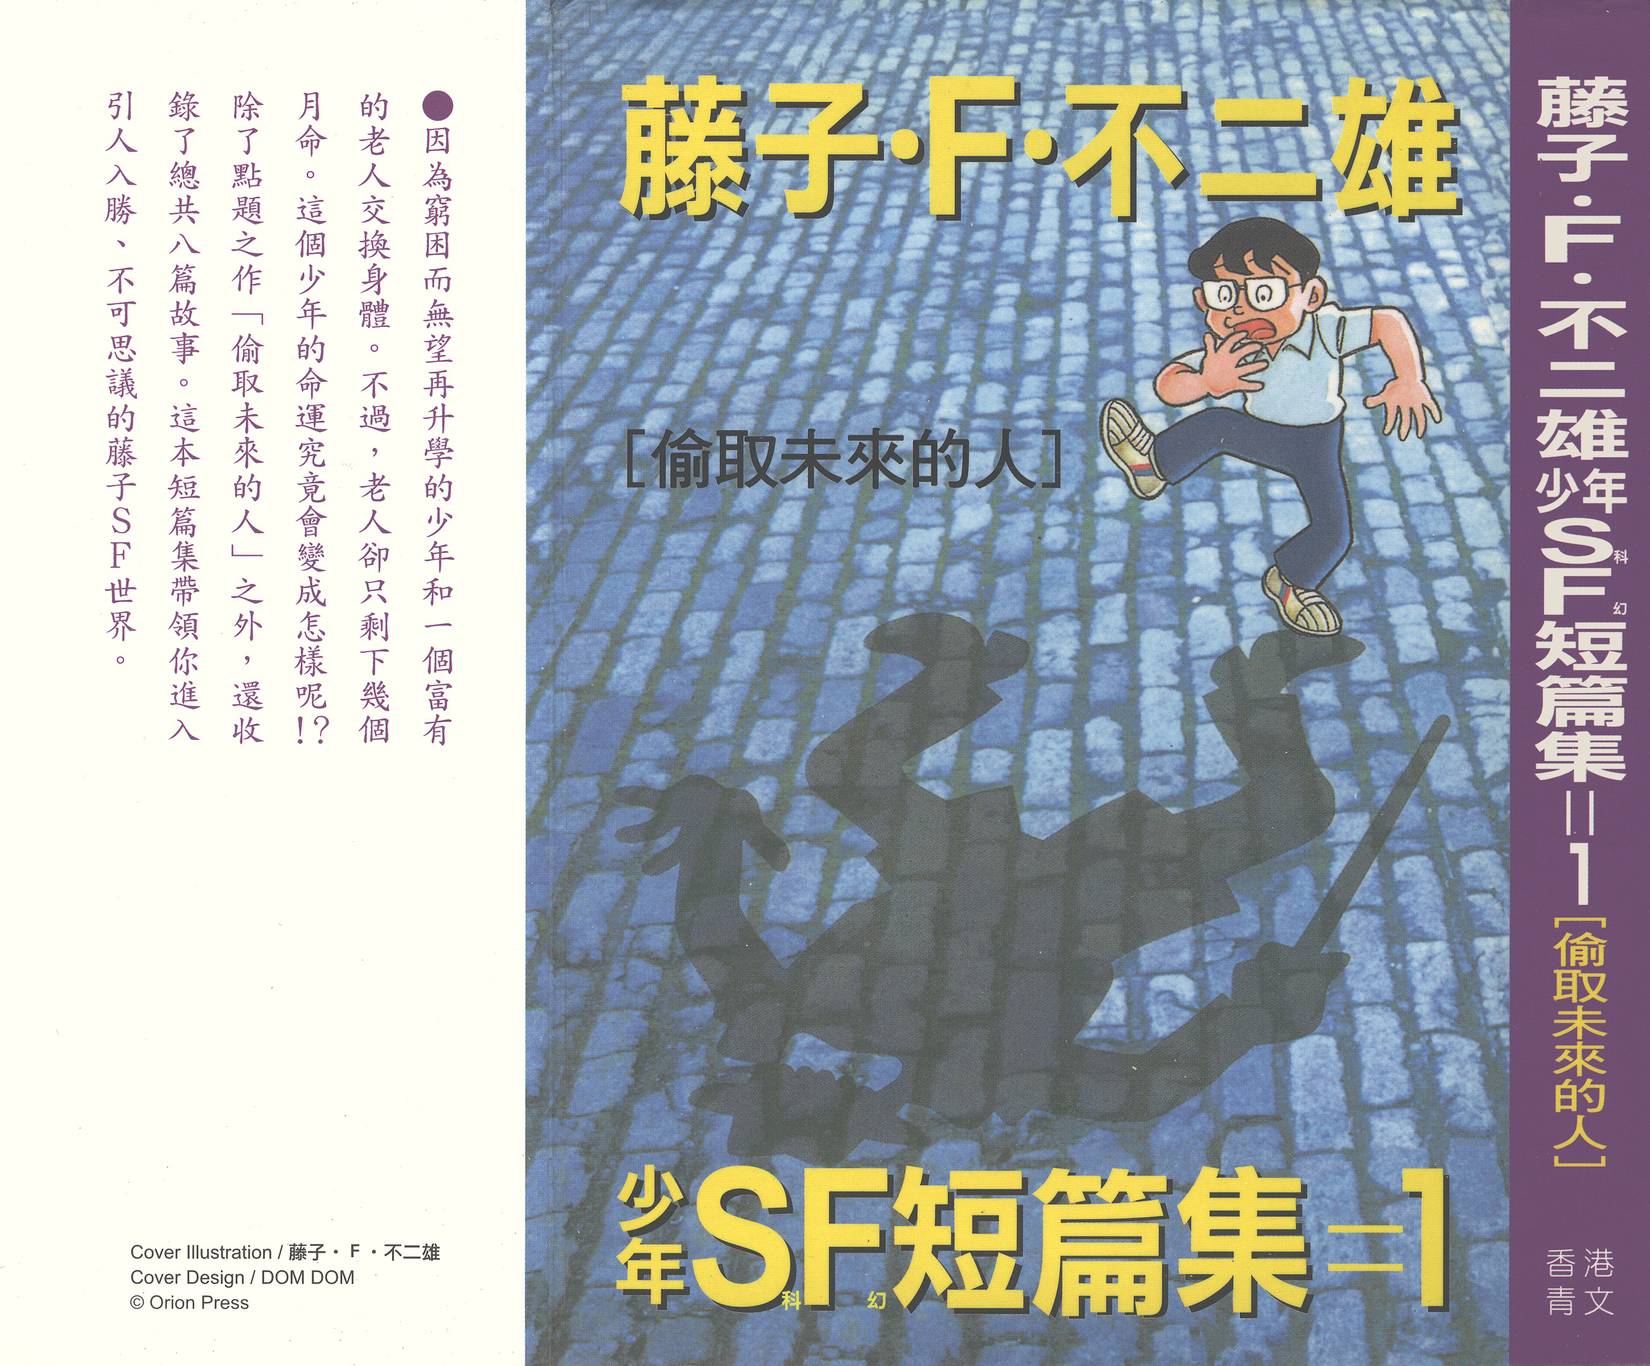 ●因為窮困而無望再升學的少年和一個富有
的老人交換身體。不過，老人卻只剩下幾個
月命。這個少年的命運究竟會變成怎樣呢!?
除了點題之作「偷取未來的人」之外，還收
錄了總共八篇故事。這本短篇集帶領你進入
引人入勝、不可思議的藤子SF世界。
Cover Illustration / 藤子・F・不二雄
Cover Design / DOM DOM
© Orion Press
藤子・F・不二雄
[偷取未來的人]
少年SF短篇集=1
科幻
藤子・F・不二雄少年SF短篇集=1[偷取未來的人]
科幻
港文
香青